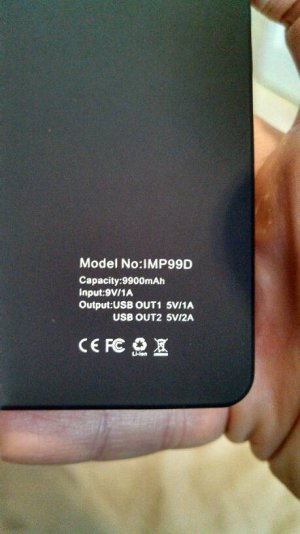 Model No:IMP99D
Capacity:9900mAh
Input:9V/1A
Output:USB OUT1 5V/1A
USB OUT2 5V/2A
CE FC
Li-ion